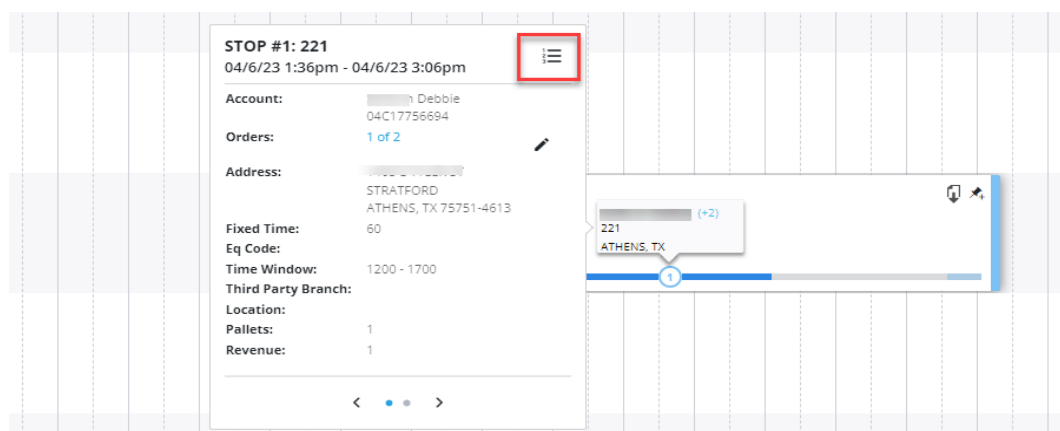 STOP #1: 221
04/6/23 1:36pm - 04/6/23 3:06pm
Account: Debbie
04C17756694
Orders: 1 of 2
Address:
STRATFORD
ATHENS, TX 75751-4613
Fixed Time: 60
Eq Code:
Time Window: 1200 - 1700
Third Party Branch:
Location:
Pallets: 1
Revenue: 1
(+2)
221
ATHENS, TX
1